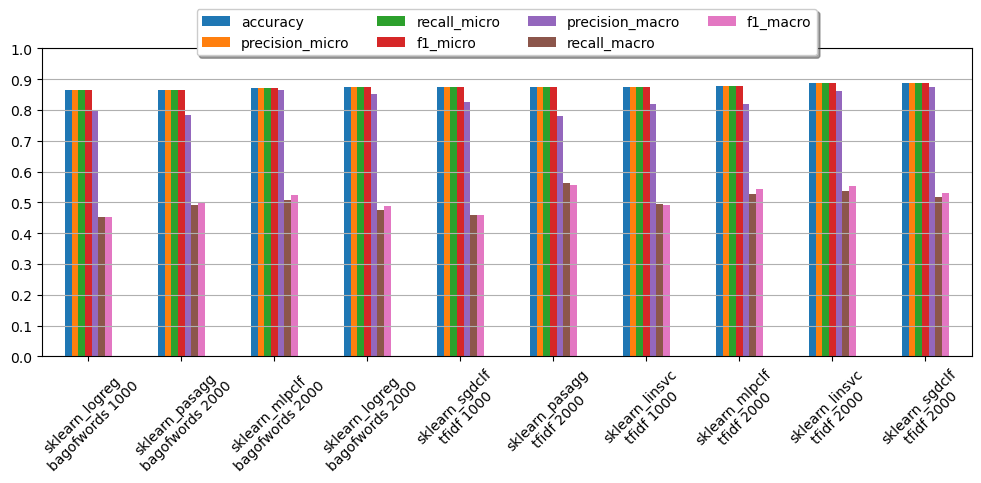 accuracy
precision_micro
recall_micro
f1_micro
precision_macro
recall_macro
f1_macro
1.0
0.9
0.8
0.7
0.6
0.5
0.4
0.3
0.2
0.1
0.0
sklearn_logreg
bagofwords 1000
sklearn_pasagg
bagofwords 2000
sklearn_mlpclf
bagofwords 2000
sklearn_logreg
bagofwords 2000
sklearn_sgdclf
tfidf 1000
sklearn_pasagg
tfidf 2000
sklearn_linsvc
tfidf 1000
sklearn_mlpclf
tfidf 2000
sklearn_linsvc
tfidf 2000
sklearn_sgdclf
tfidf 2000